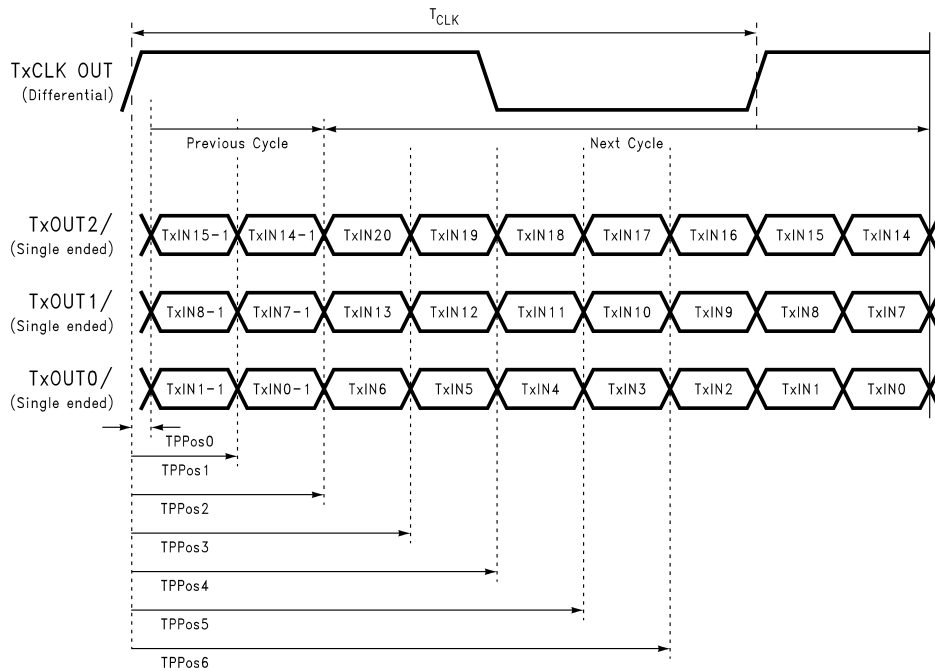 T_CLK
TxCLK OUT
(Differential)
Previous Cycle
Next Cycle
TxOUT2/
(Single ended)
TxIN15-1 TxIN14-1 TxIN20 TxIN19 TxIN18 TxIN17 TxIN16 TxIN15 TxIN14
TxOUT1/
(Single ended)
TxIN8-1 TxIN7-1 TxIN13 TxIN12 TxIN11 TxIN10 TxIN9 TxIN8 TxIN7
TxOUT0/
(Single ended)
TxIN1-1 TxIN0-1 TxIN6 TxIN5 TxIN4 TxIN3 TxIN2 TxIN1 TxIN0
TPPos0
TPPos1
TPPos2
TPPos3
TPPos4
TPPos5
TPPos6